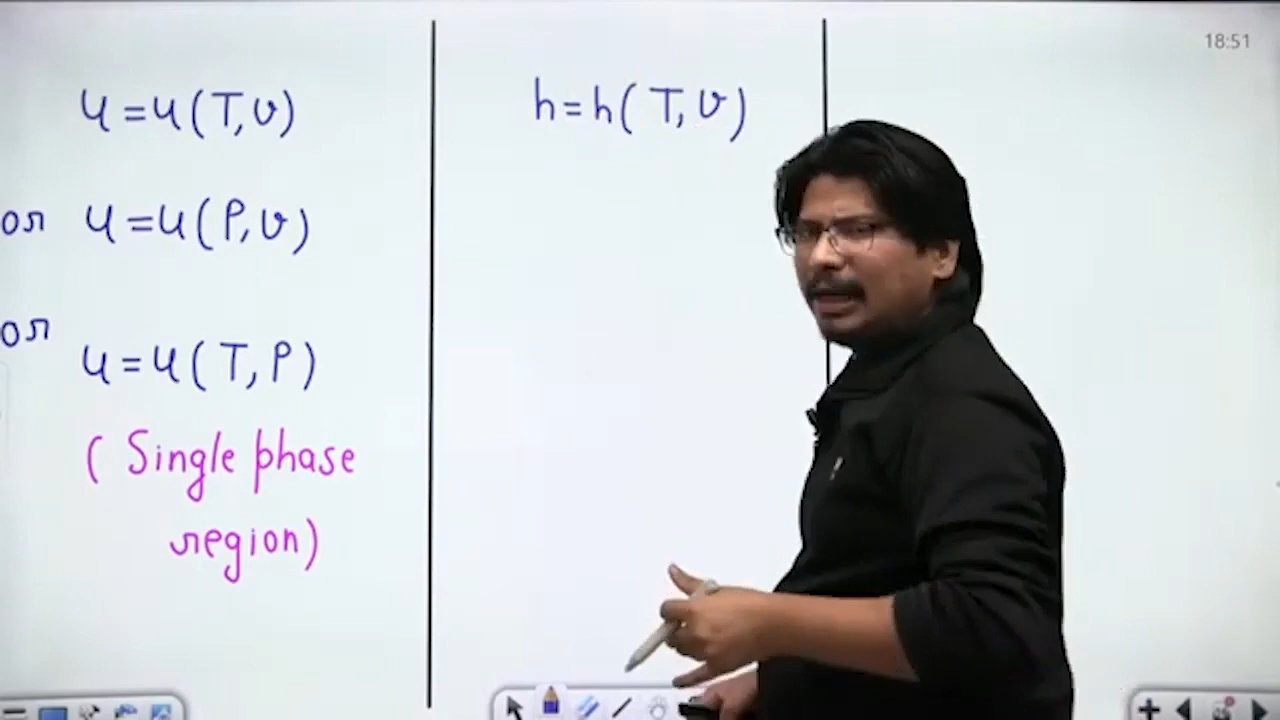 18:51
u = u (T, v)
or u = u (P, v)
or
u = u (T, P)
( Single phase
region)
h = h ( T, v)